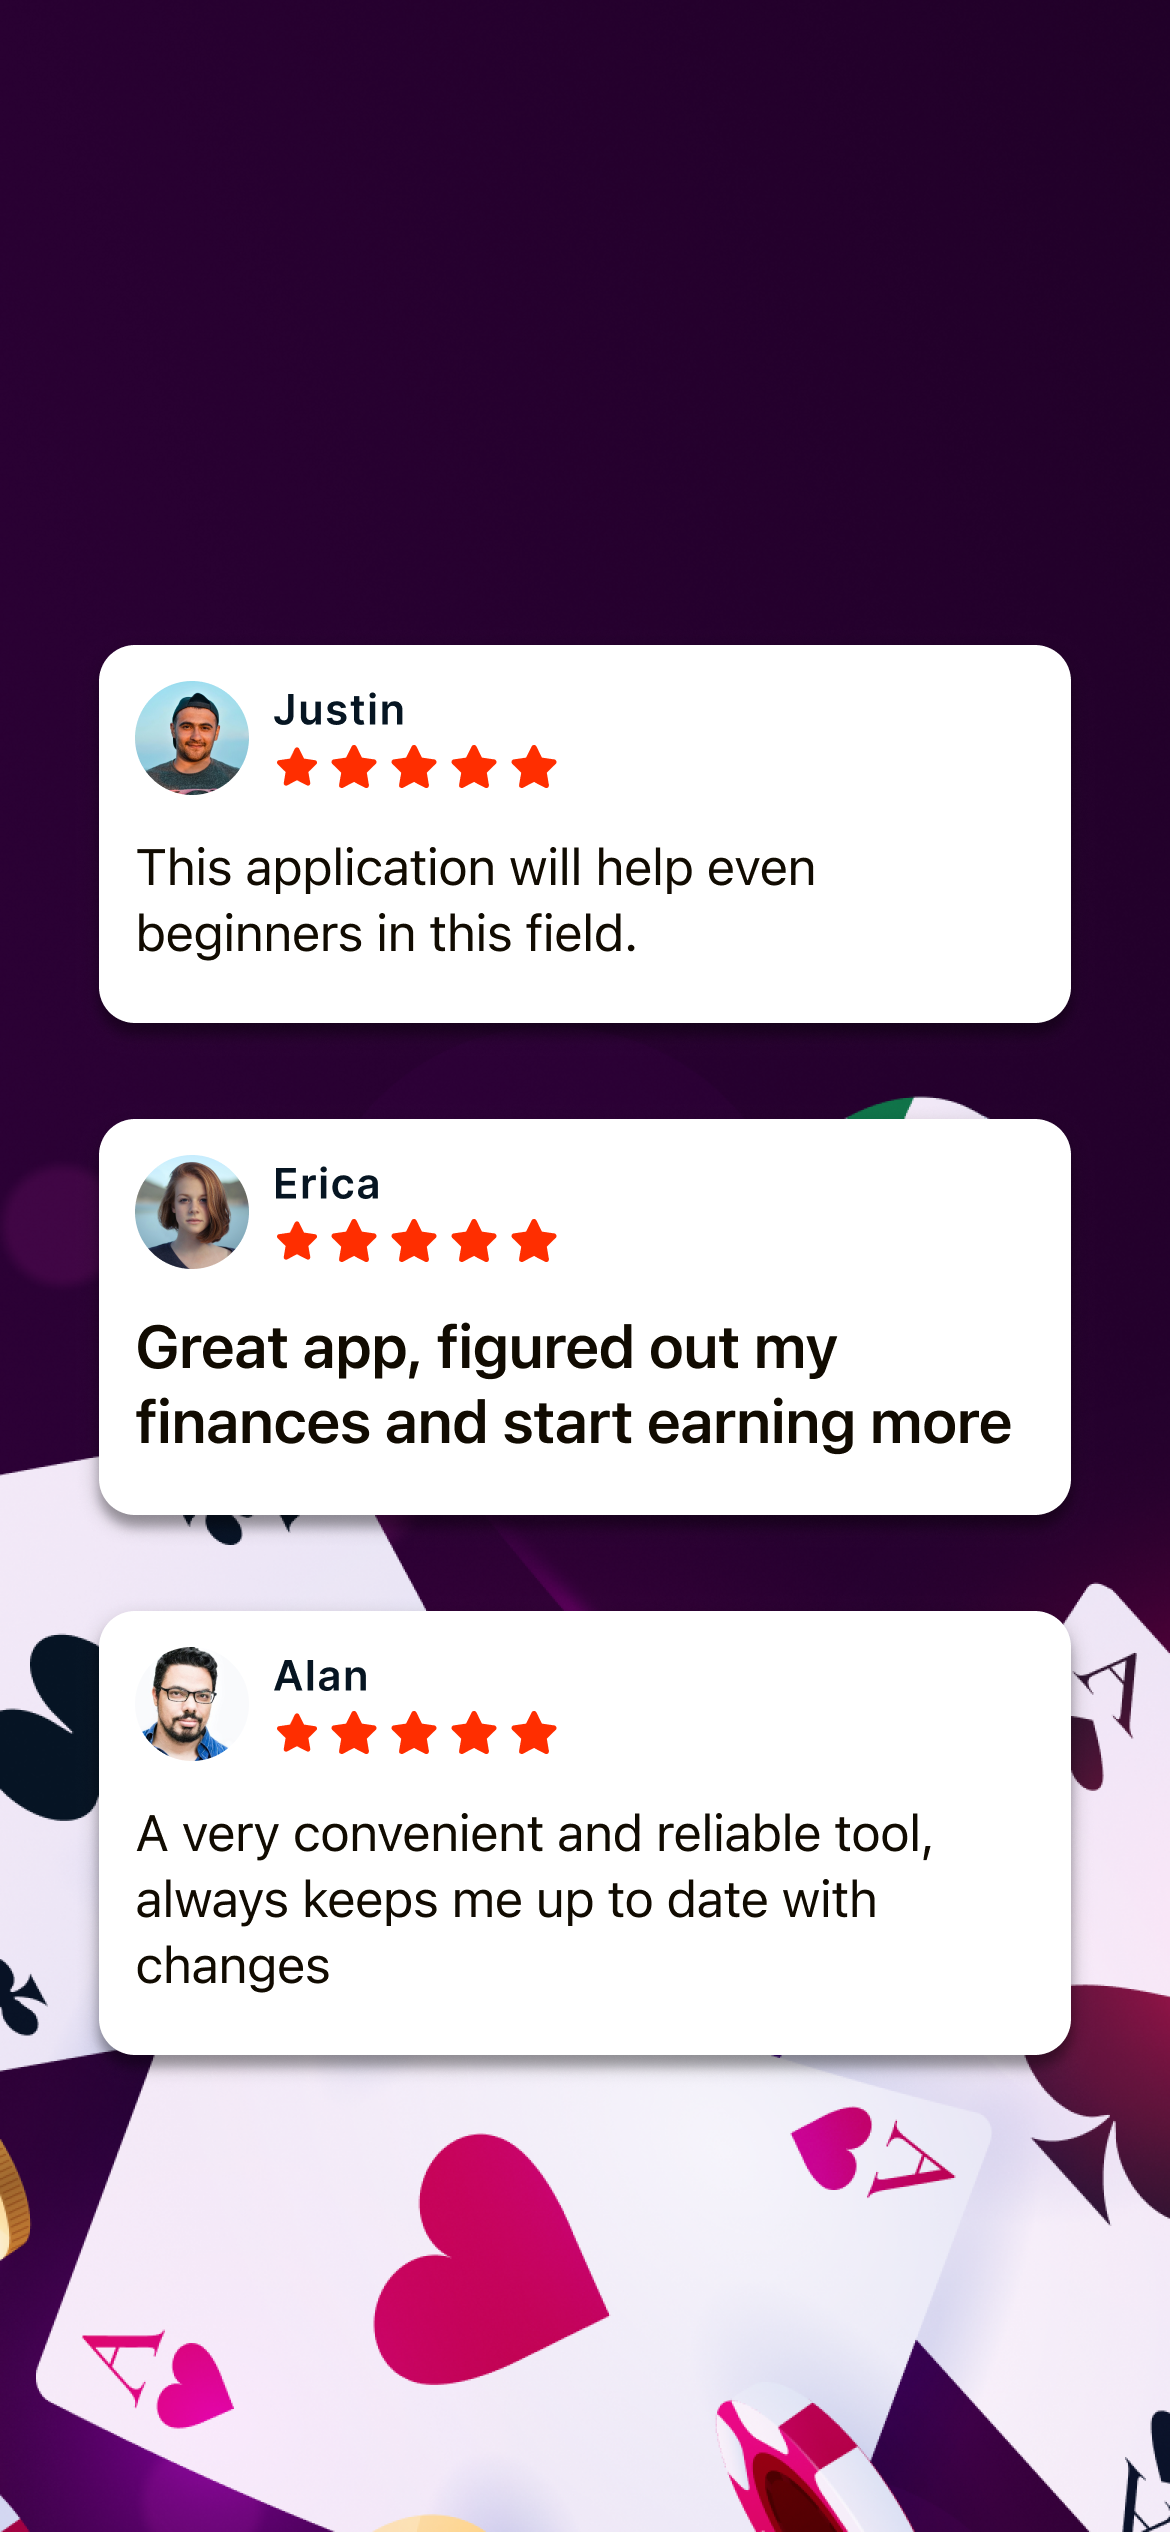 Justin
This application will help even
beginners in this field.
Erica
Great app, figured out my
finances and start earning more
Alan
A very convenient and reliable tool,
always keeps me up to date with
changes
A
A
A
A